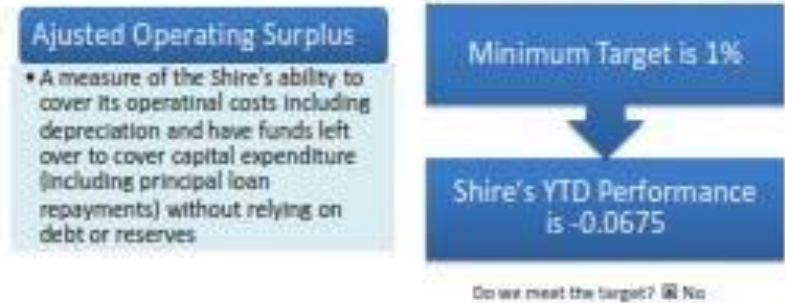 Ajusted Operating Surplus
• A measure of the Shire's ability to
cover its operatinal costs including
depreciation and have funds left
over to cover capital expenditure
(including principal loan
repayments) without relying on
debt or reserves
Minimum Target is 1%
Shire's YTD Performance
is -0.0675
Do we meet the target? ☒ No